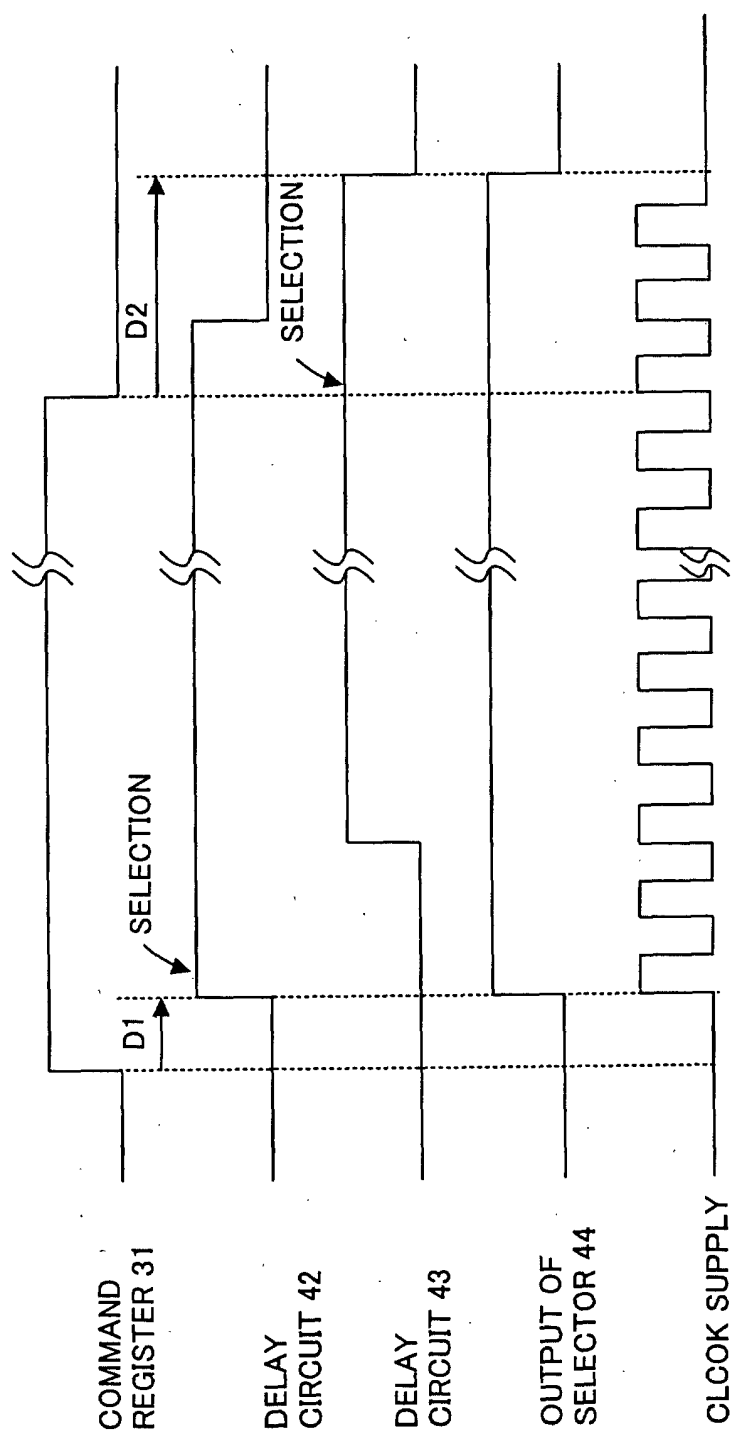 COMMAND
REGISTER 31
D1
D2
DELAY
CIRCUIT 42
SELECTION
DELAY
CIRCUIT 43
SELECTION
OUTPUT OF
SELECTOR 44
CLCOK SUPPLY